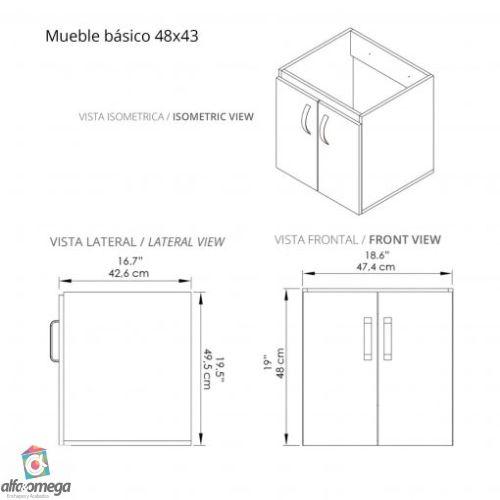 Mueble básico 48x43
VISTA ISOMETRICA / ISOMETRIC VIEW
VISTA LATERAL / LATERAL VIEW
VISTA FRONTAL / FRONT VIEW
16.7"
42,6 cm
18.6"
47,4 cm
49,5 cm
19.5"
19"
48 cm
alfa omega
Enchapes y Acabados